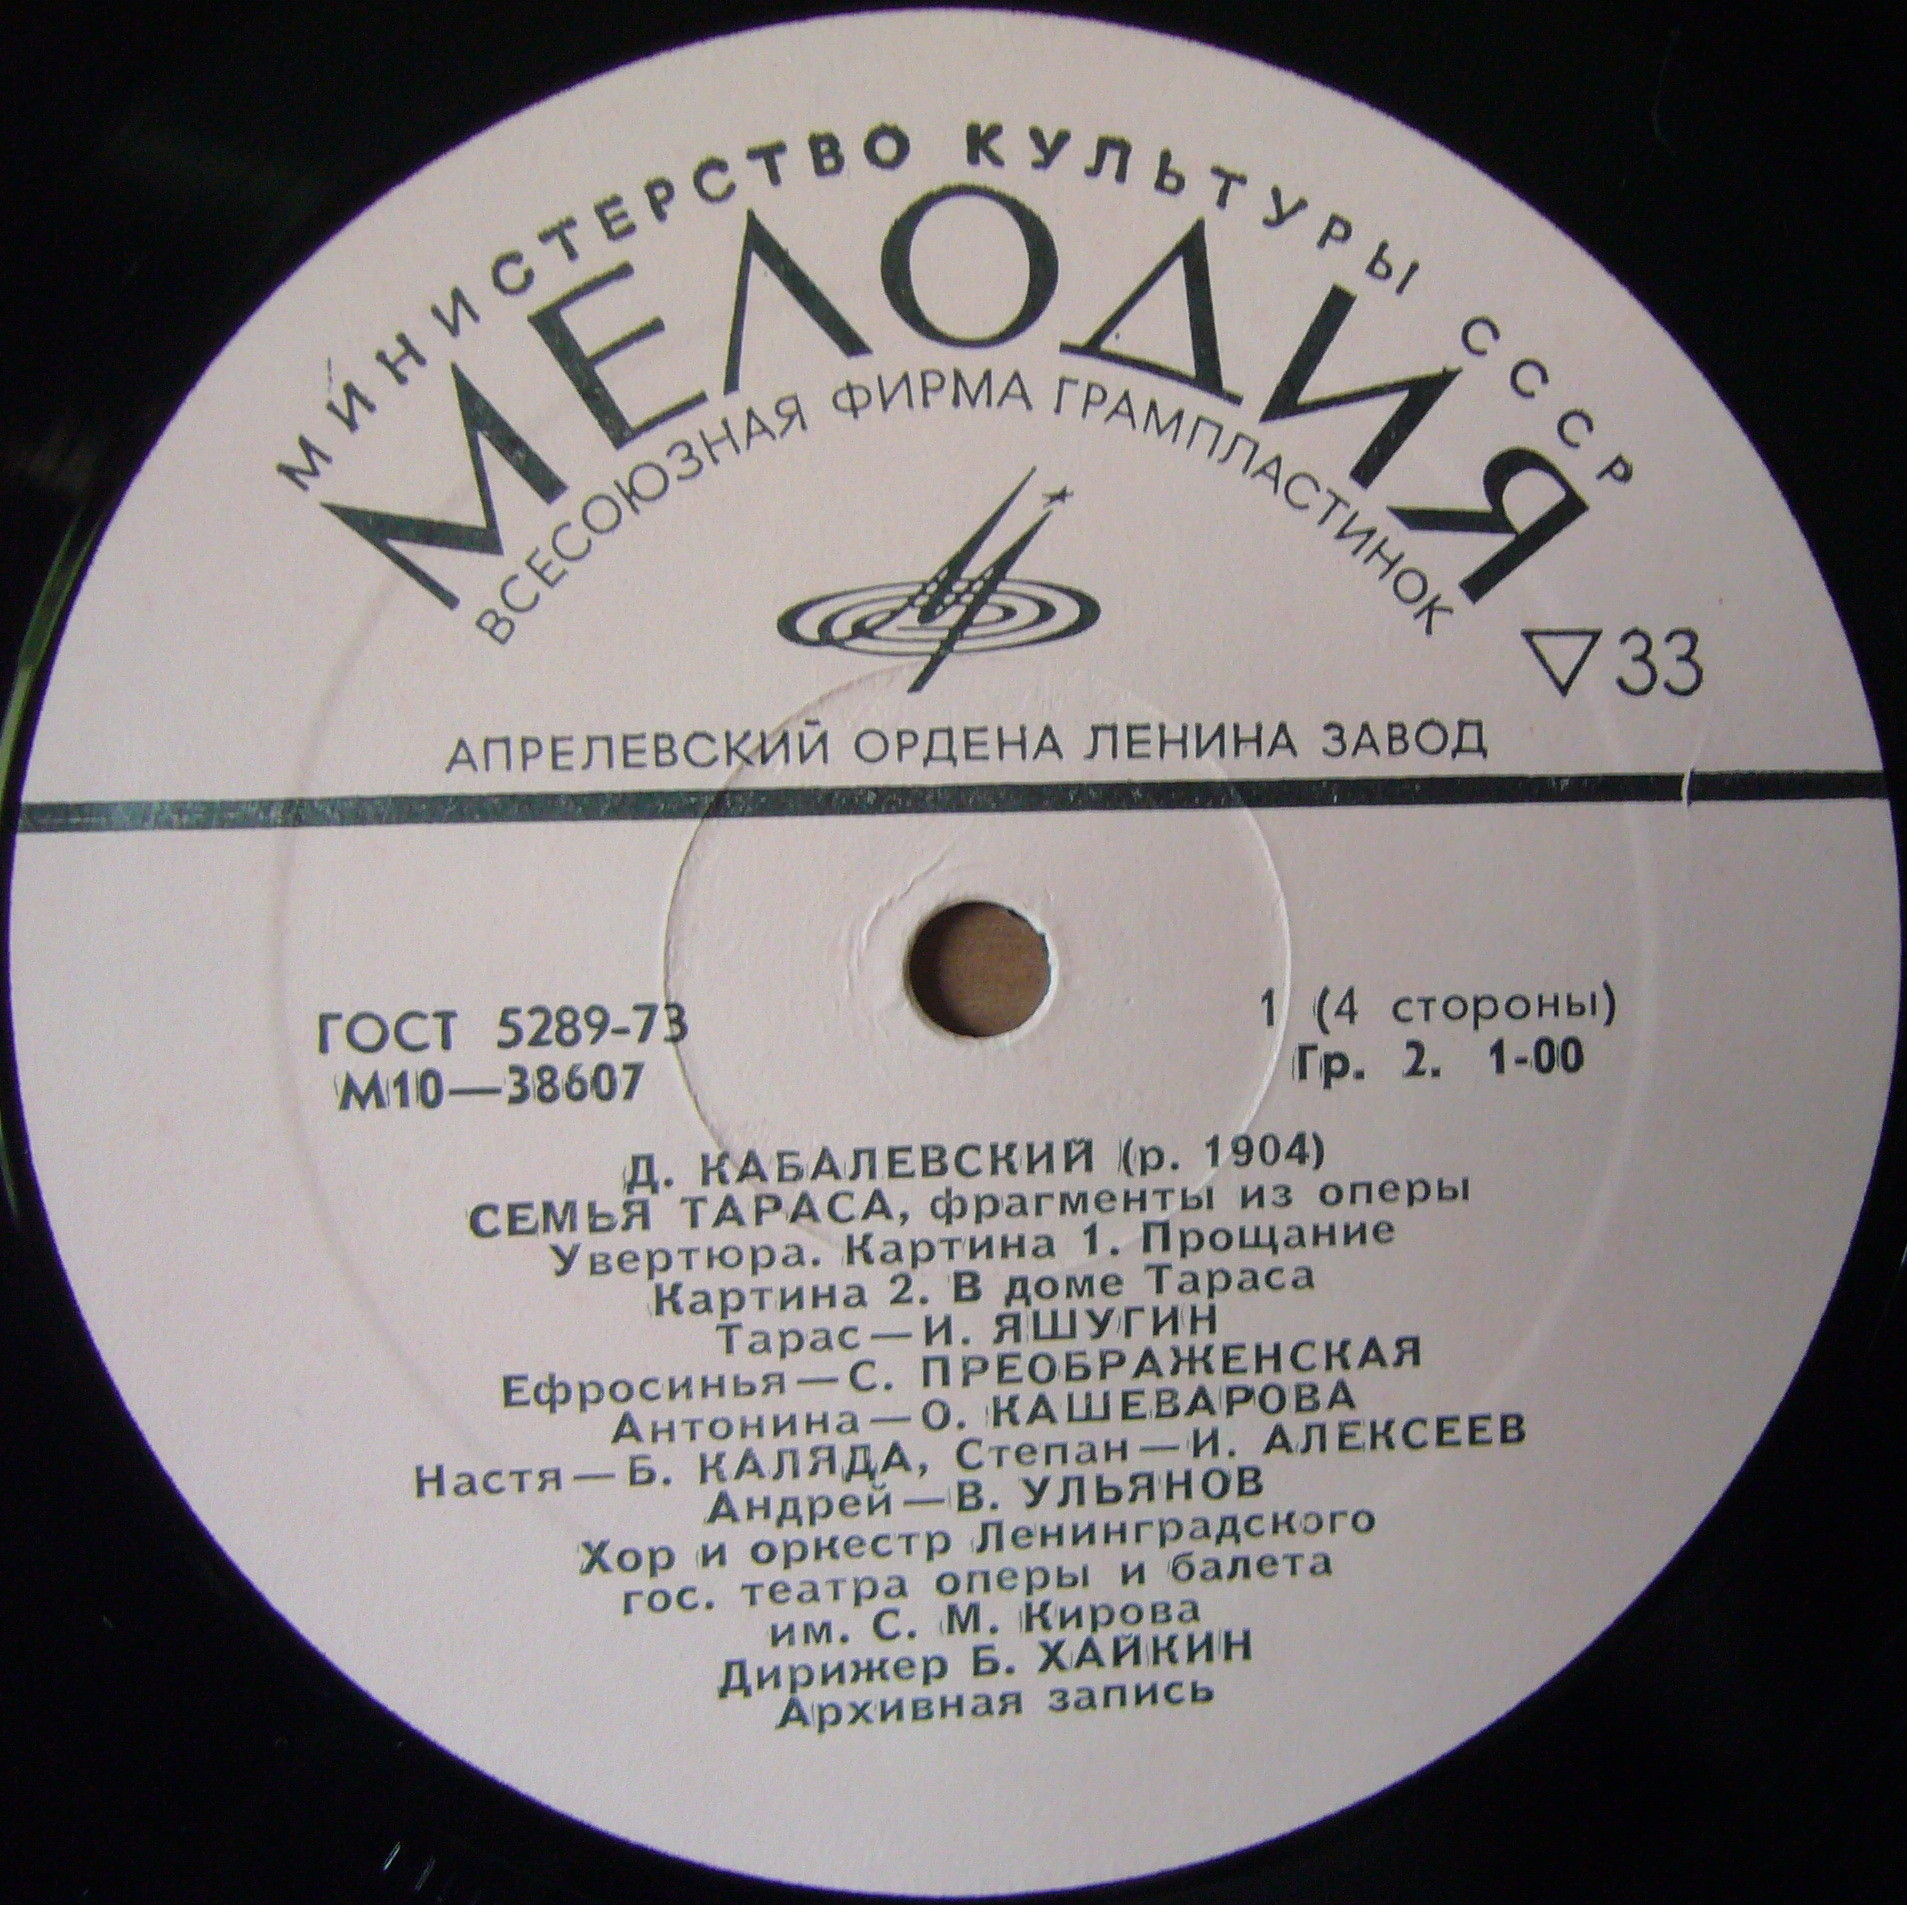 МИНИСТЕРСТВО КУЛЬТУРЫ СССР
МЕЛОДИЯ
ВСЕСОЮЗНАЯ ФИРМА ГРАМПЛАСТИНОК
▽33
АПРЕЛЕВСКИЙ ОРДЕНА ЛЕНИНА ЗАВОД
ГОСТ 5289-73
М10—38607
1 (4 стороны)
Гр. 2. 1-00
Д. КАБАЛЕВСКИЙ (р. 1904)
СЕМЬЯ ТАРАСА, фрагменты из оперы
Увертюра. Картина 1. Прощание
Картина 2. В доме Тараса
Тарас—И. ЯШУГИН
Ефросинья—С. ПРЕОБРАЖЕНСКАЯ
Антонина—О. КАШЕВАРОВА
Настя—Б. КАЛЯДА, Степан—И. АЛЕКСЕЕВ
Андрей—В. УЛЬЯНОВ
Хор и оркестр Ленинградского
гос. театра оперы и балета
им. С. М. Кирова
Дирижер Б. ХАЙКИН
Архивная запись